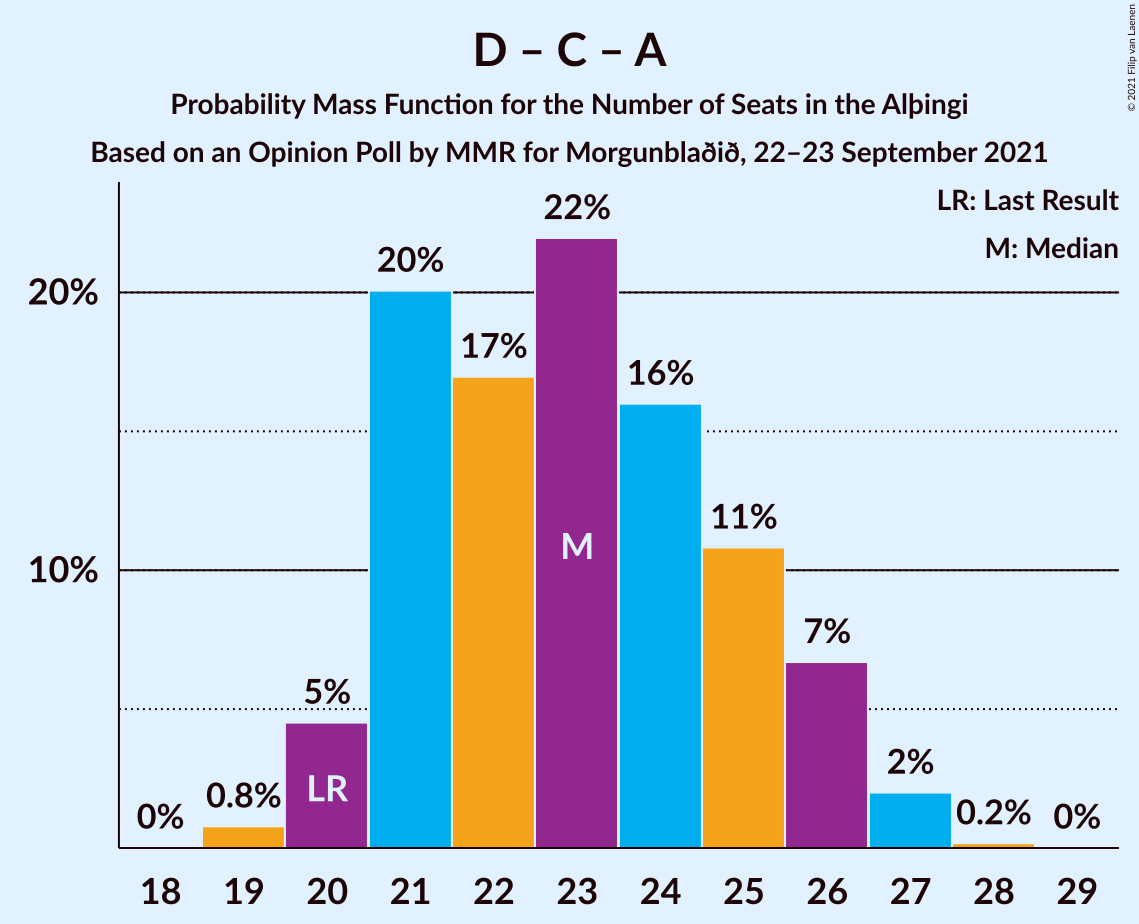 D – C – A
Probability Mass Function for the Number of Seats in the Alþingi
Based on an Opinion Poll by MMR for Morgunblaðið, 22–23 September 2021
© 2021 Filip van Laenen
LR: Last Result
M: Median
20%
10%
0%
0.8%
5%
20%
17%
22%
16%
11%
7%
2%
0.2%
0%
LR
M
18 19 20 21 22 23 24 25 26 27 28 29